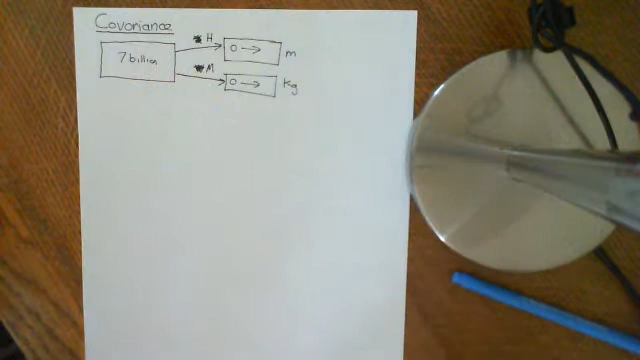 Covariance
H
7 billion
0 → m
M
0 → kg